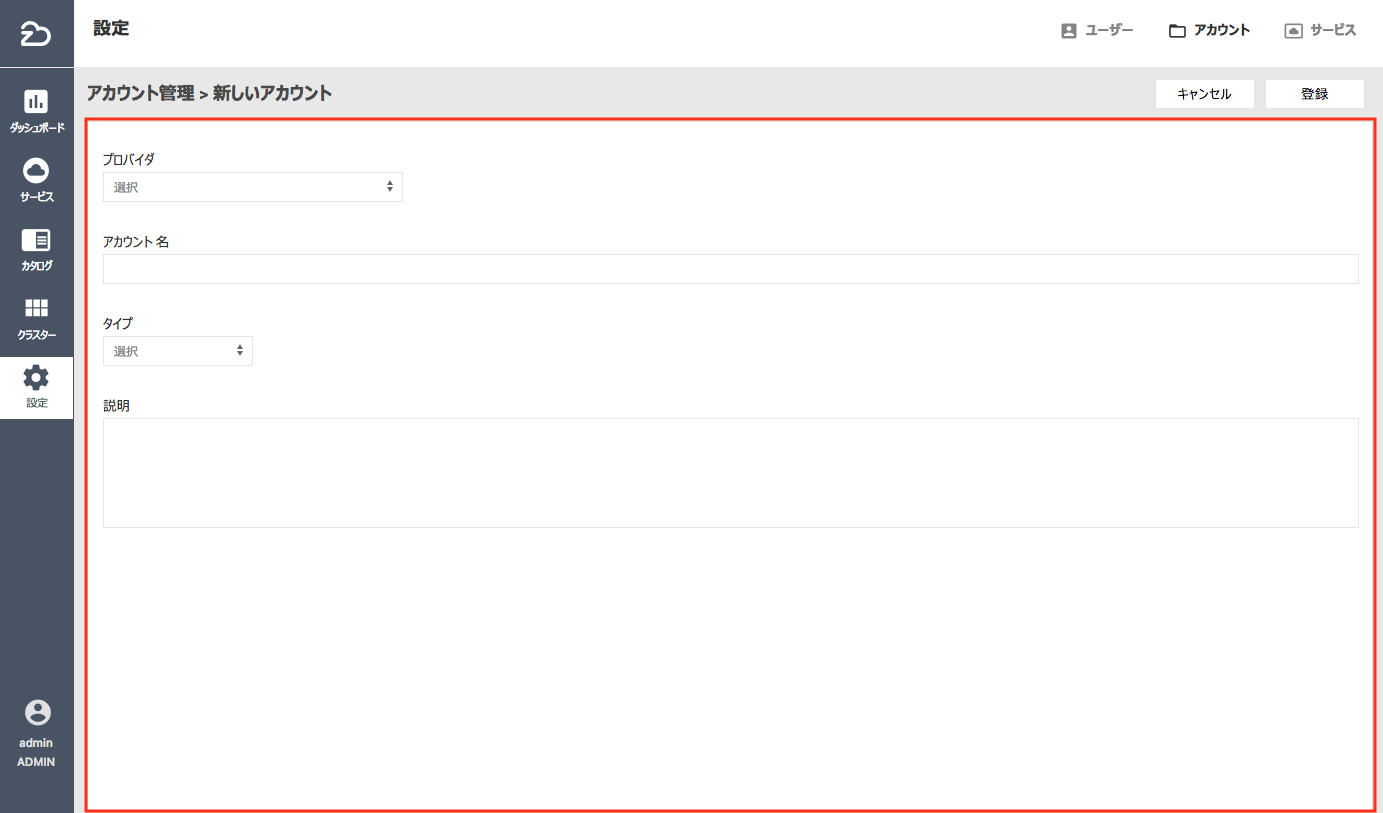 設定
ユーザー
アカウント
サービス
アカウント管理 > 新しいアカウント
キャンセル
登録
ダッシュボード
サービス
カタログ
クラスター
設定
admin
ADMIN
プロバイダ
選択
アカウント 名
タイプ
選択
説明